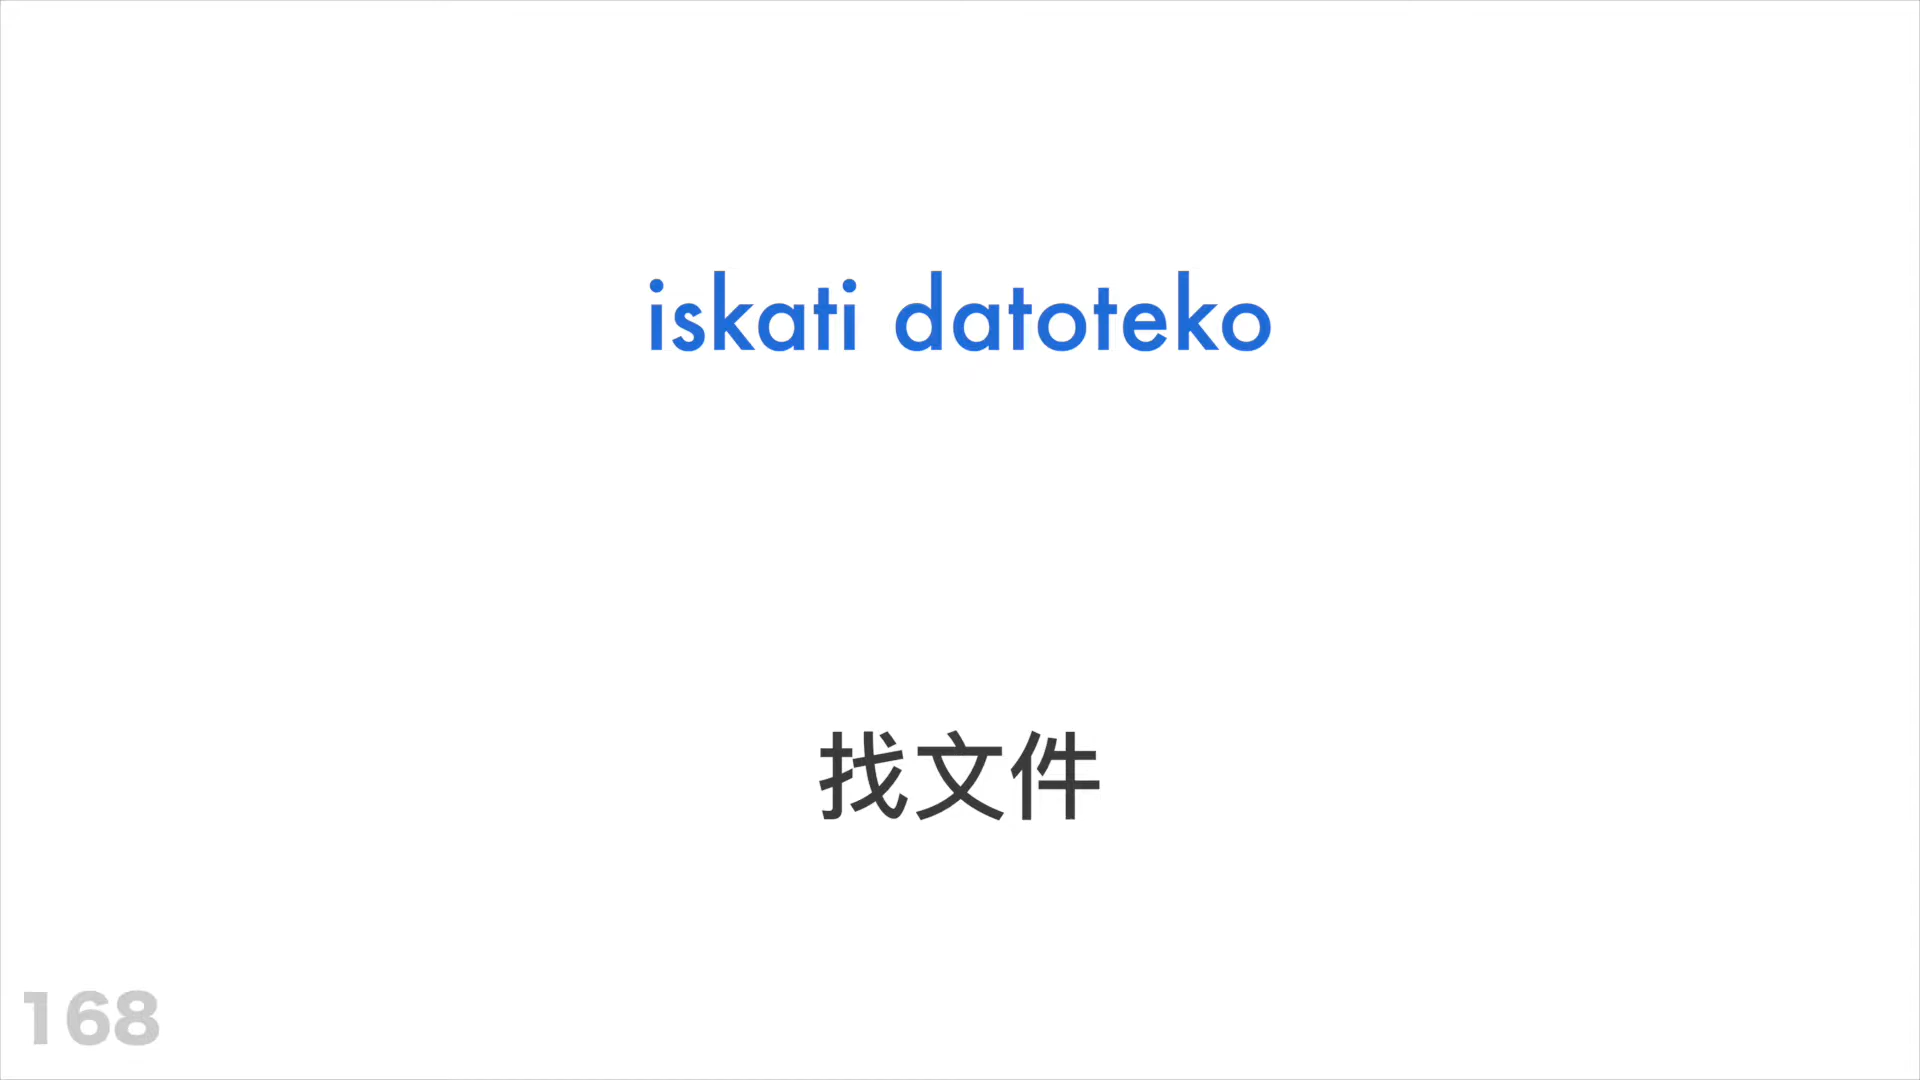 iskati datoteko
找文件
168